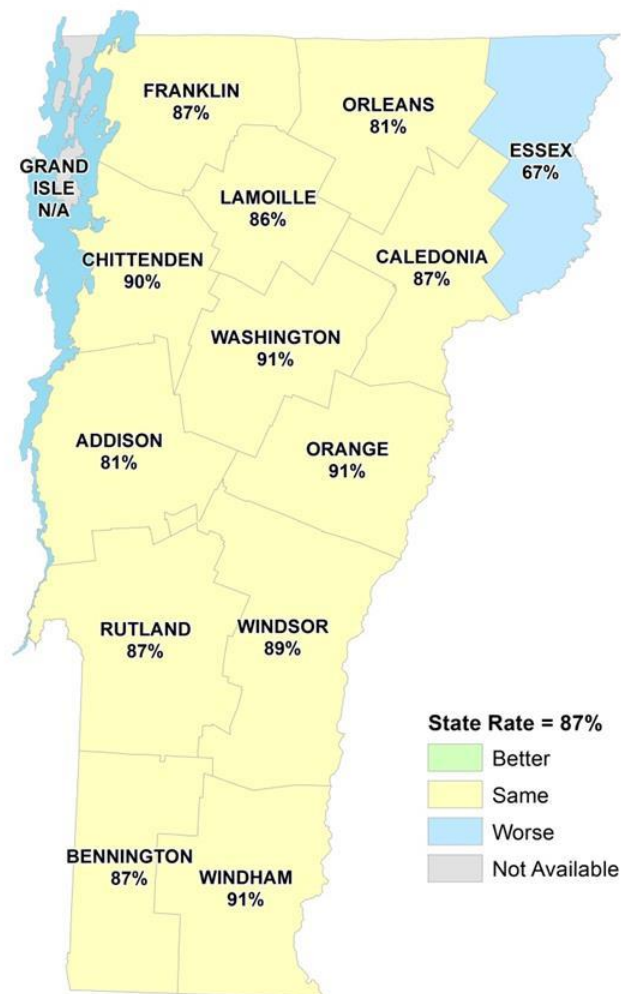 FRANKLIN
87%
ORLEANS
81%
ESSEX
67%
GRAND
ISLE
N/A
LAMOILLE
86%
CHITTENDEN
90%
CALEDONIA
87%
WASHINGTON
91%
ADDISON
81%
ORANGE
91%
RUTLAND
87%
WINDSOR
89%
BENNINGTON
87%
WINDHAM
91%
State Rate = 87%
Better
Same
Worse
Not Available